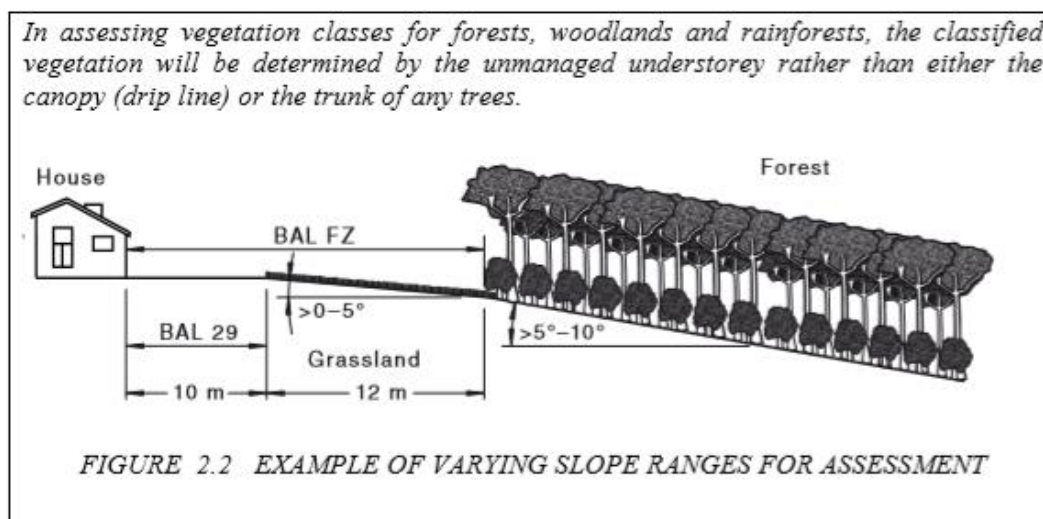 In assessing vegetation classes for forests, woodlands and rainforests, the classified
vegetation will be determined by the unmanaged understorey rather than either the
canopy (drip line) or the trunk of any trees.
House
Forest
BAL FZ
>0–5°
>5°–10°
BAL 29
Grassland
10 m
12 m
FIGURE 2.2 EXAMPLE OF VARYING SLOPE RANGES FOR ASSESSMENT